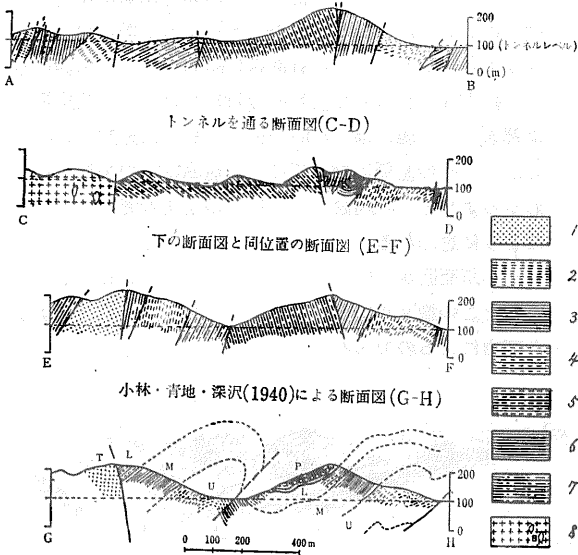 200
100(トンネルレベル)
0(m)
A
B
トンネルを通る断面図(C-D)
200
100
0
C
D
下の断面図と同位置の断面図 (E-F)
200
100
0
E
F
小林・青地・深沢(1940)による断面図(G-H)
T
L
M
U
P
L
M
U
200
100
0
G
H
0
200
400 m
1
2
3
4
5
6
7
8